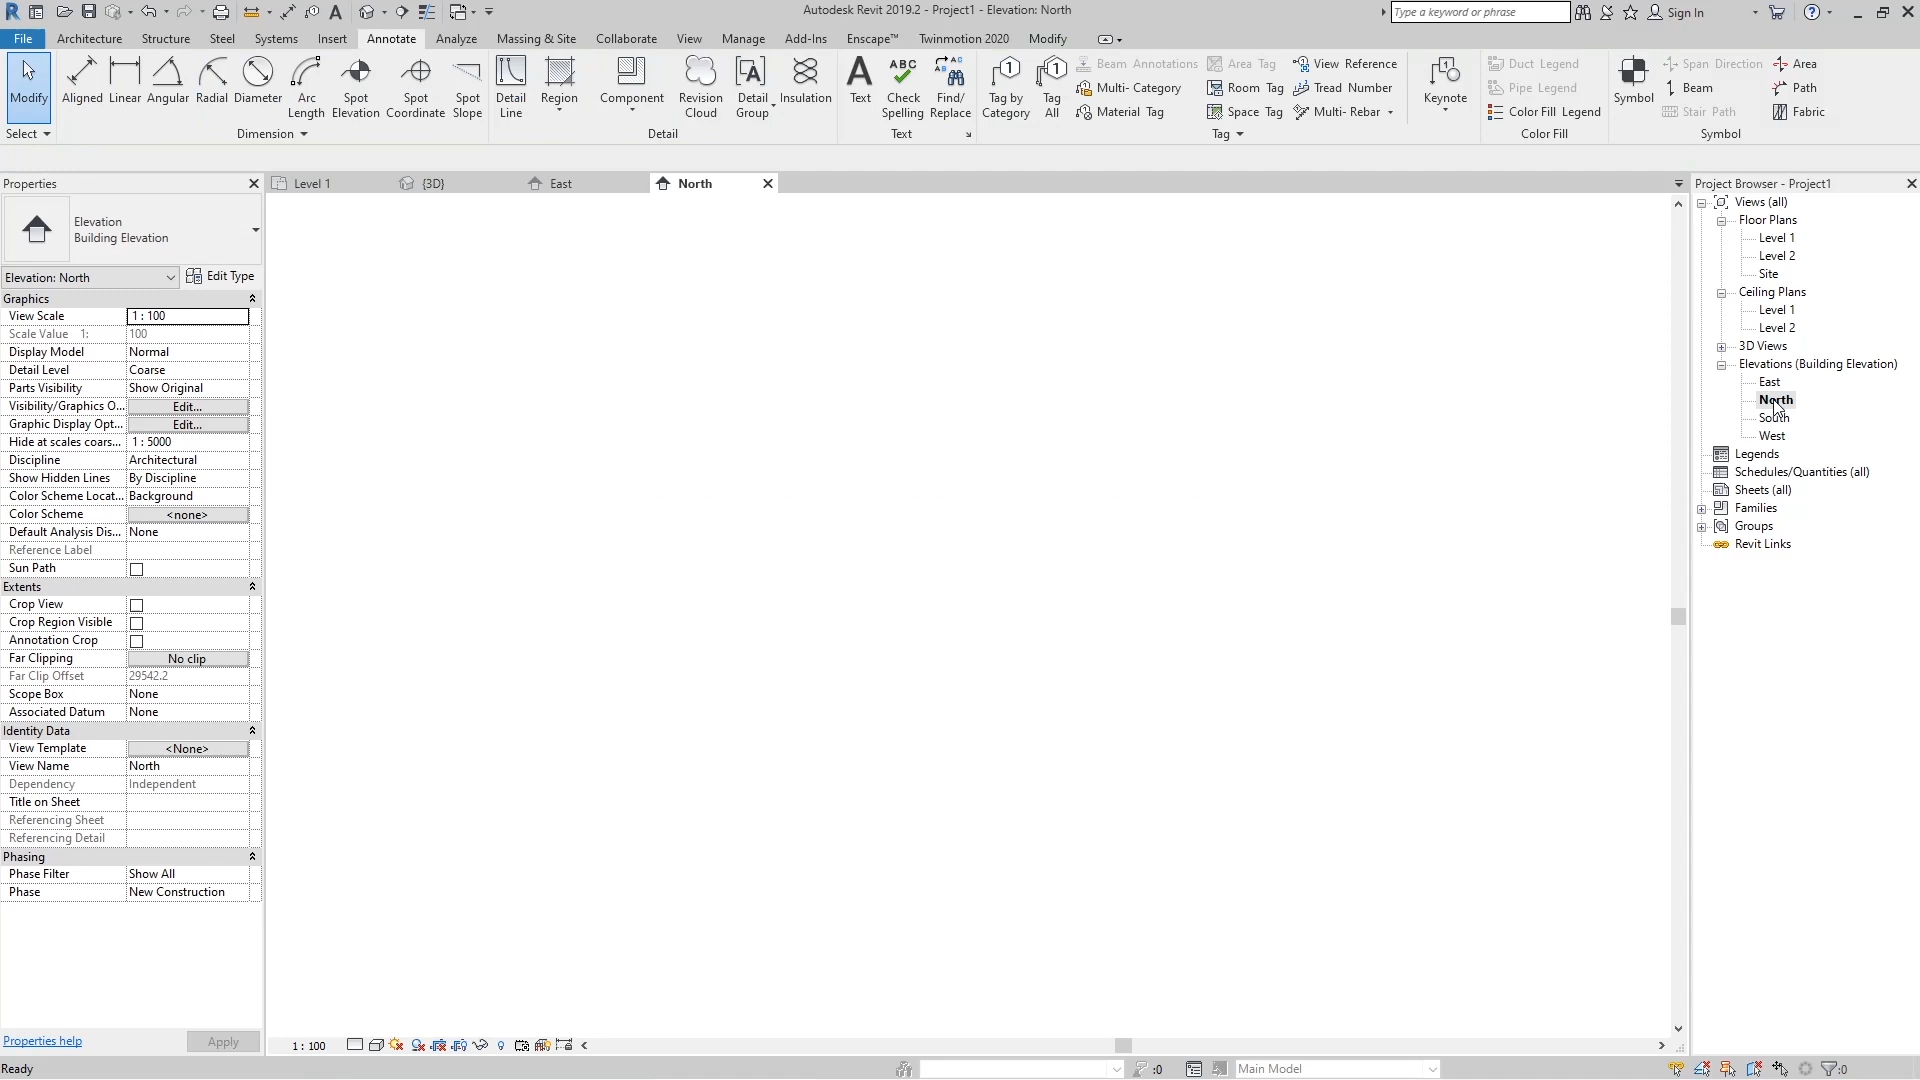 Autodesk Revit 2019.2 - Project1 - Elevation: North
Type a keyword or phrase
Sign In
File Architecture Structure Steel Systems Insert Annotate Analyze Massing & Site Collaborate View Manage Add-Ins Enscape™ Twinmotion 2020 Modify
Modify
Aligned Linear Angular Radial Diameter Arc Length Spot Elevation Spot Coordinate Spot Slope
Detail Line Region Component Revision Cloud Detail Group Insulation
Text Check Spelling Find/ Replace
Tag by Category Tag All
Beam Annotations Area Tag View Reference
Multi- Category Room Tag Tread Number
Material Tag Space Tag Multi- Rebar
Keynote
Duct Legend
Pipe Legend
Color Fill Legend
Symbol
Span Direction Area
Beam Path
Stair Path Fabric
Select Dimension Detail Text Tag Color Fill Symbol
Properties
Level 1 {3D} East North
Elevation
Building Elevation
Elevation: North Edit Type
Graphics
View Scale 1 : 100
Scale Value 1: 100
Display Model Normal
Detail Level Coarse
Parts Visibility Show Original
Visibility/Graphics O... Edit...
Graphic Display Opt... Edit...
Hide at scales coars... 1 : 5000
Discipline Architectural
Show Hidden Lines By Discipline
Color Scheme Locat... Background
Color Scheme <none>
Default Analysis Dis... None
Reference Label
Sun Path
Extents
Crop View
Crop Region Visible
Annotation Crop
Far Clipping No clip
Far Clip Offset 29542.2
Scope Box None
Associated Datum None
Identity Data
View Template <None>
View Name North
Dependency Independent
Title on Sheet
Referencing Sheet
Referencing Detail
Phasing
Phase Filter Show All
Phase New Construction
Properties help Apply
Project Browser - Project1
Views (all)
Floor Plans
Level 1
Level 2
Site
Ceiling Plans
Level 1
Level 2
3D Views
Elevations (Building Elevation)
East
North
South
West
Legends
Schedules/Quantities (all)
Sheets (all)
Families
Groups
Revit Links
1 : 100
Ready
:0
Main Model
:0